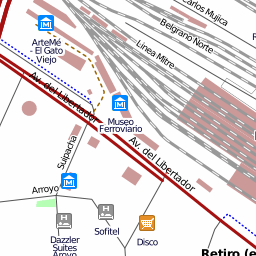 Carlos Mujica
Belgrano Norte
Línea Mitre
ArteMé
- El Gato
Viejo
Av. del Libertador
Museo
Ferroviario
Av. del Libertador
Suipacha
Arroyo
Sofitel
Disco
Dazzler
Suites
Arroyo
Retiro (e